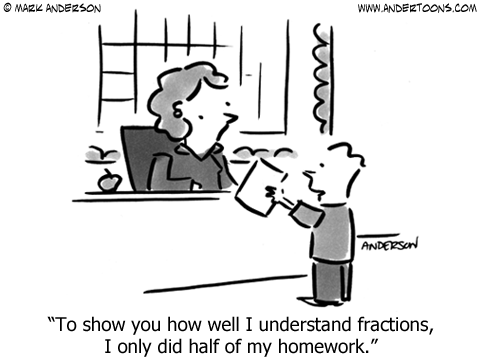 © MARK ANDERSON
WWW.ANDERTOONS.COM
ANDERSON
“To show you how well I understand fractions,
I only did half of my homework.”